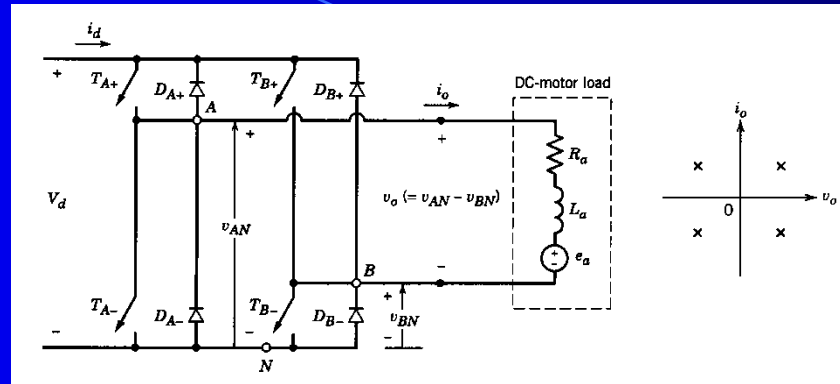 i_d
+
T_A+
D_A+
T_B+
D_B+
A
i_o
DC-motor load
+
+
R_a
V_d
v_AN
v_o (= v_AN − v_BN)
L_a
+
−
e_a
B
−
T_A−
D_A−
T_B−
D_B−
+
v_BN
−
−
−
N
i_o
0
v_o